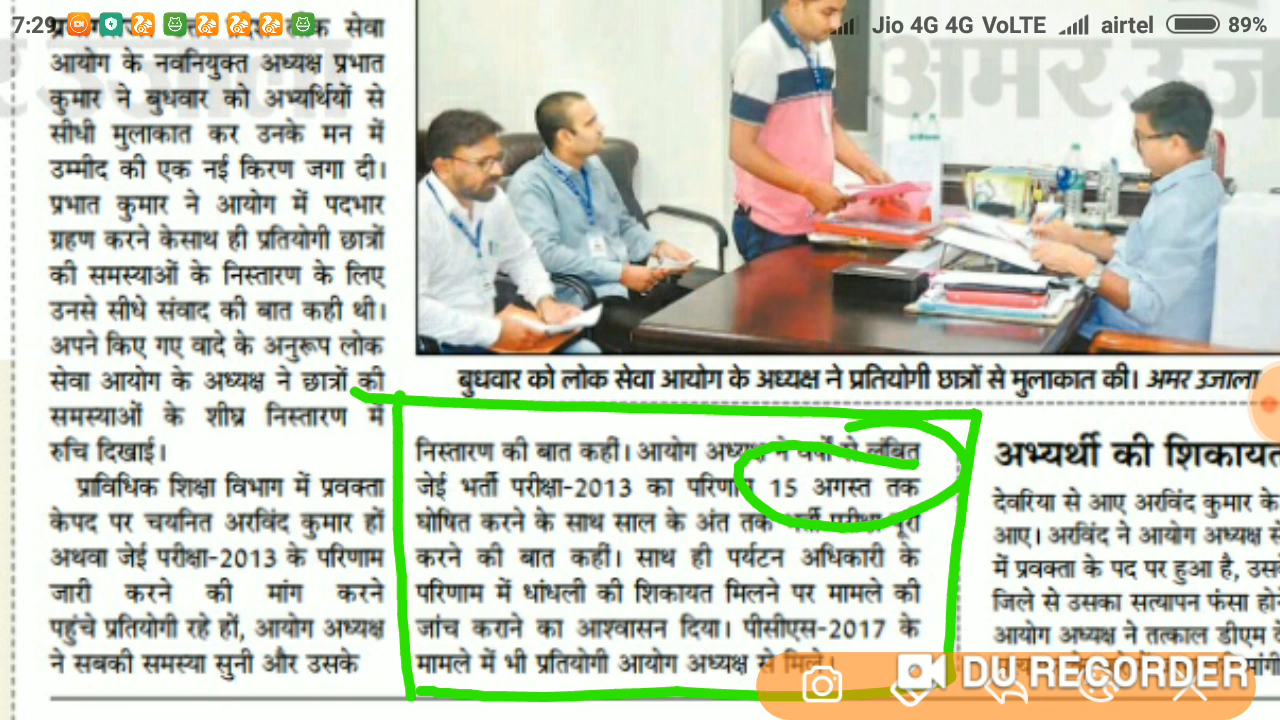 7:29
Jio 4G 4G VoLTE
airtel
89%
सेवा
आयोग के नवनियुक्त अध्यक्ष प्रभात
कुमार ने बुधवार को अभ्यर्थियों से
सीधी मुलाकात कर उनके मन में
उम्मीद की एक नई किरण जगा दी।
प्रभात कुमार ने आयोग में पदभार
ग्रहण करने केसाथ ही प्रतियोगी छात्रों
की समस्याओं के निस्तारण के लिए
उनसे सीधे संवाद की बात कही थी।
अपने किए गए वादे के अनुरूप लोक
सेवा आयोग के अध्यक्ष ने छात्रों की
समस्याओं के शीघ्र निस्तारण में
रुचि दिखाई।
प्राविधिक शिक्षा विभाग में प्रवक्ता
केपद पर चयनित अरविंद कुमार हों
अथवा जेई परीक्षा-2013 के परिणाम
जारी करने की मांग करने
पहुंचे प्रतियोगी रहे हों, आयोग अध्यक्ष
ने सबकी समस्या सुनी और उसके
अमर उज
बुधवार को लोक सेवा आयोग के अध्यक्ष ने प्रतियोगी छात्रों से मुलाकात की। अमर उजाला
निस्तारण की बात कहीं। आयोग अध्यक्ष ने वर्षों से लंबित
जेई भर्ती परीक्षा-2013 का परिणाम 15 अगस्त तक
घोषित करने के साथ साल के अंत तक भर्ती परीक्षा पूरी
करने की बात कहीं। साथ ही पर्यटन अधिकारी के
परिणाम में धांधली की शिकायत मिलने पर मामले की
जांच कराने का आश्वासन दिया। पीसीएस-2017 के
मामले में भी प्रतियोगी आयोग अध्यक्ष से मिले।
अभ्यर्थी की शिकायत
देवरिया से आए अरविंद कुमार के
आए। अरविंद ने आयोग अध्यक्ष से
में प्रवक्ता के पद पर हुआ है, उसक
जिले से उसका सत्यापन फंसा होने
आयोग अध्यक्ष ने तत्काल डीएम दे
DU RECORDER